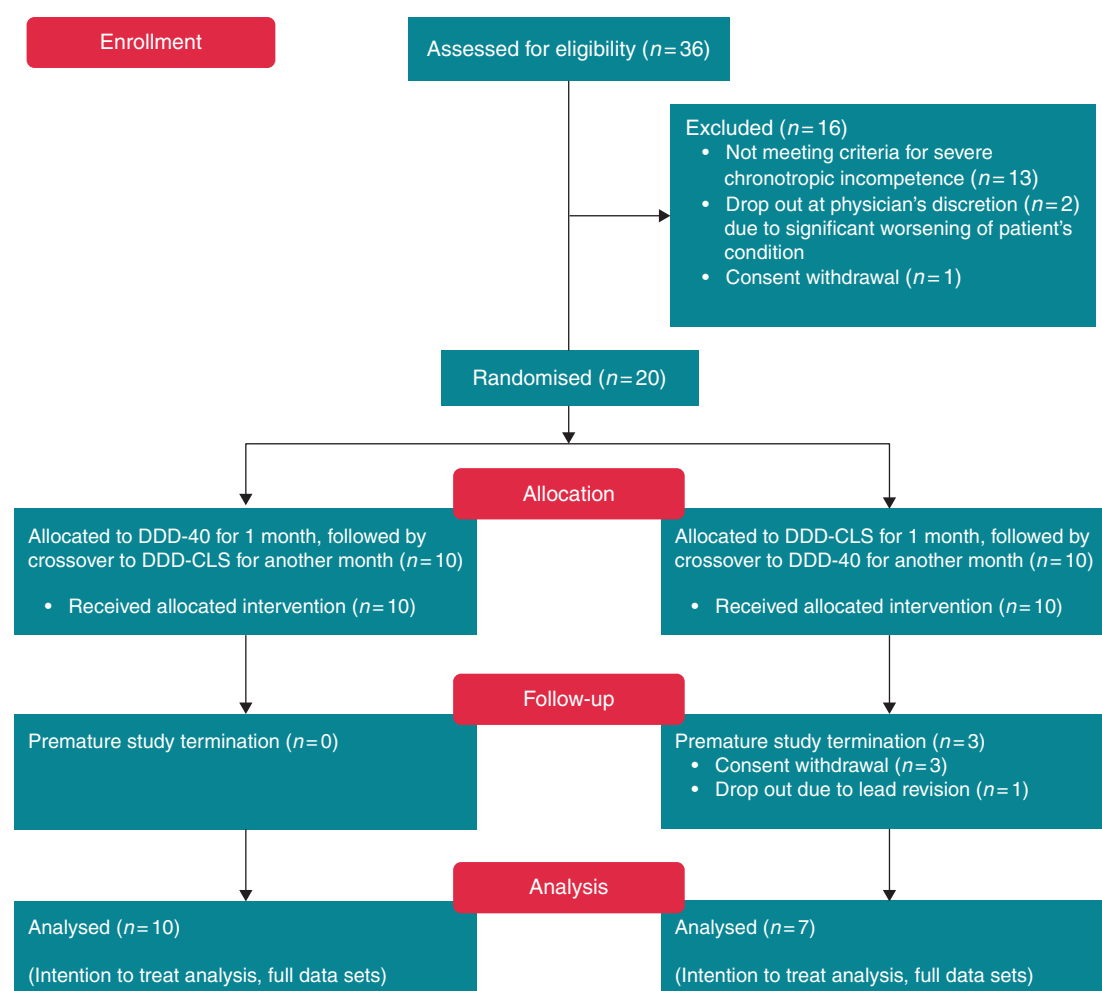 Enrollment
Assessed for eligibility (n=36)
Excluded (n=16)
• Not meeting criteria for severe
chronotropic incompetence (n=13)
• Drop out at physician's discretion (n=2)
due to significant worsening of patient's
condition
• Consent withdrawal (n=1)
Randomised (n=20)
Allocation
Allocated to DDD-40 for 1 month, followed by
crossover to DDD-CLS for another month (n=10)
• Received allocated intervention (n=10)
Allocated to DDD-CLS for 1 month, followed by
crossover to DDD-40 for another month (n=10)
• Received allocated intervention (n=10)
Follow-up
Premature study termination (n=0)
Premature study termination (n=3)
• Consent withdrawal (n=3)
• Drop out due to lead revision (n=1)
Analysis
Analysed (n=10)
(Intention to treat analysis, full data sets)
Analysed (n=7)
(Intention to treat analysis, full data sets)